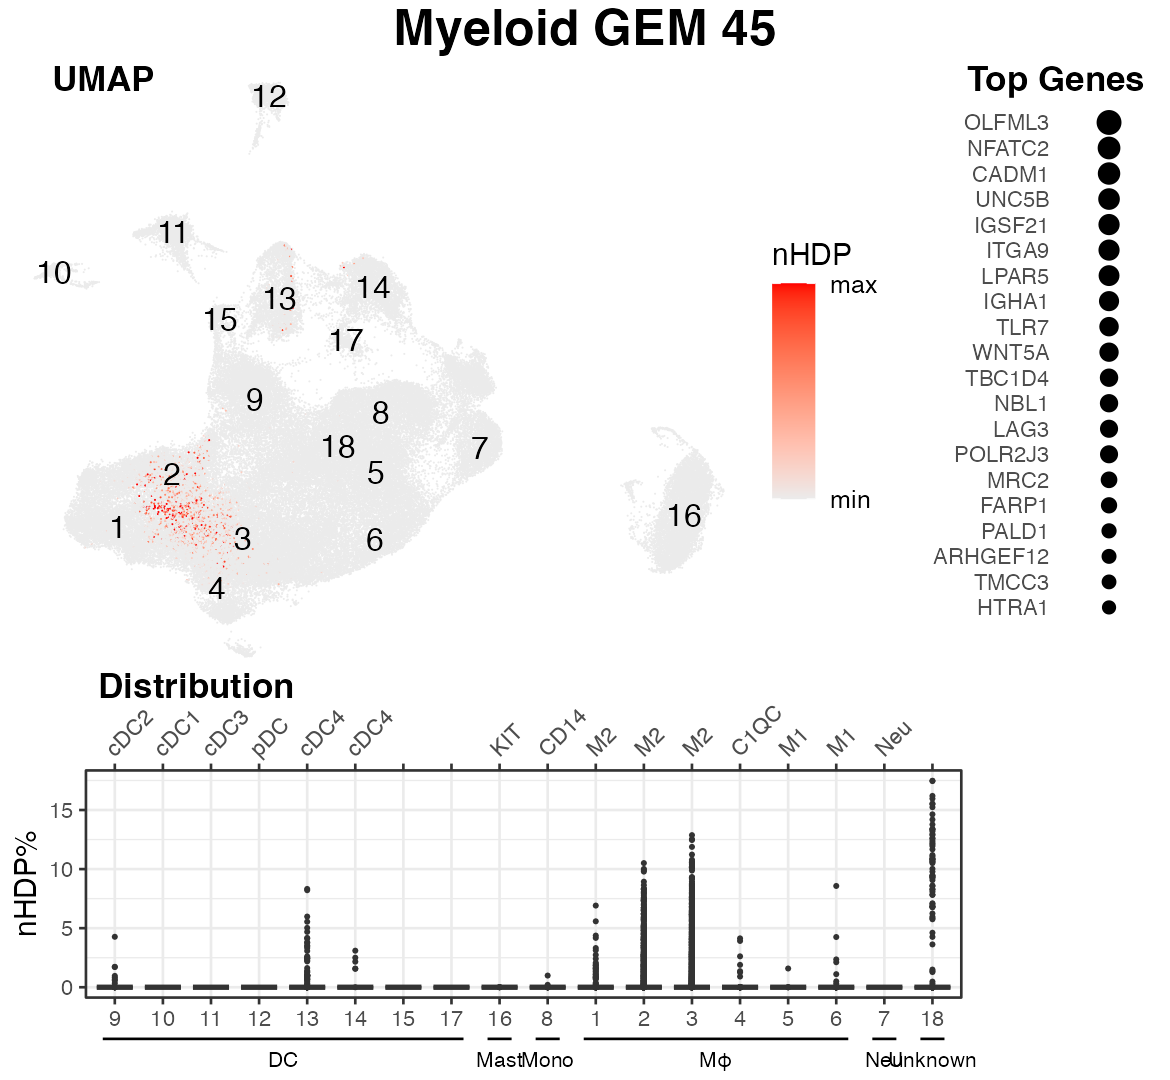 Myeloid GEM 45
UMAP
12
11
10
13
14
15
17
9
8
18
7
5
2
1
3
6
4
16
nHDP
max
min
Top Genes
OLFML3
NFATC2
CADM1
UNC5B
IGSF21
ITGA9
LPAR5
IGHA1
TLR7
WNT5A
TBC1D4
NBL1
LAG3
POLR2J3
MRC2
FARP1
PALD1
ARHGEF12
TMCC3
HTRA1
Distribution
cDC2 cDC1 cDC3 pDC cDC4 cDC4 KIT CD14 M2 M2 M2 C1QC M1 M1 Neu
nHDP%
15
10
5
0
9 10 11 12 13 14 15 17 16 8 1 2 3 4 5 6 7 18
DC Mast Mono Mφ Neu Unknown